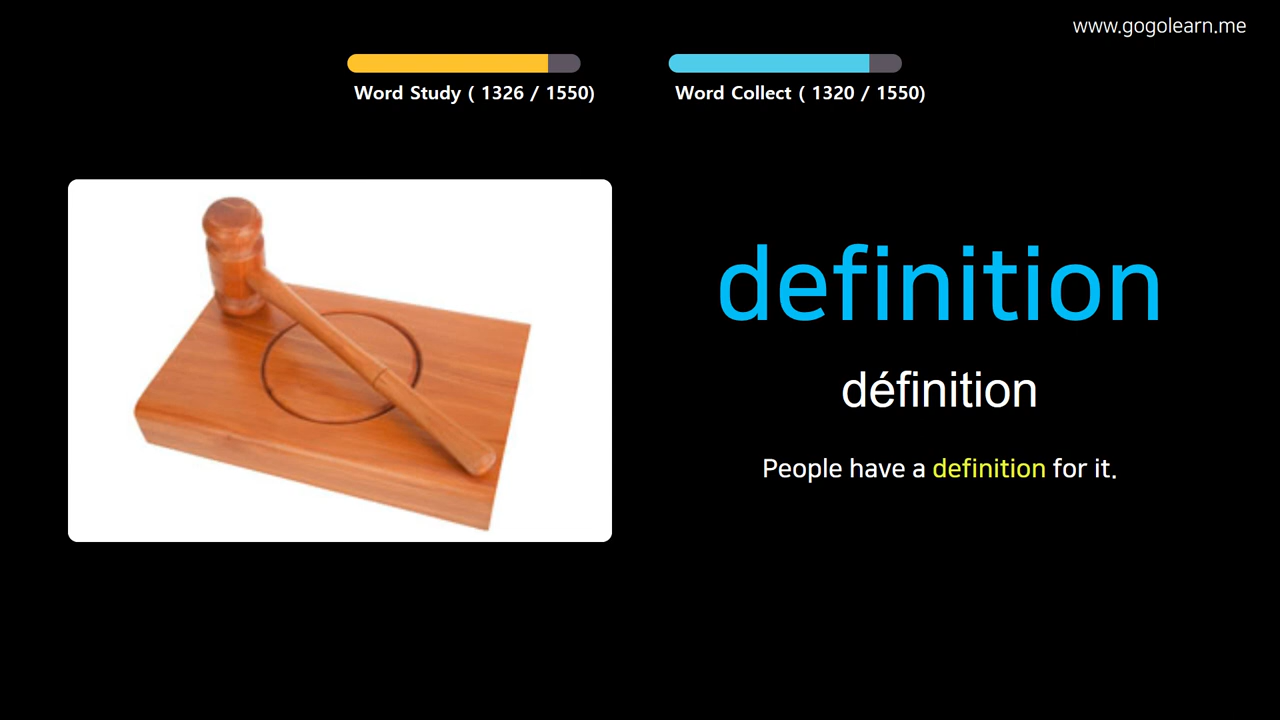 www.gogolearn.me
Word Study ( 1326 / 1550)
Word Collect ( 1320 / 1550)
definition
définition
People have a definition for it.